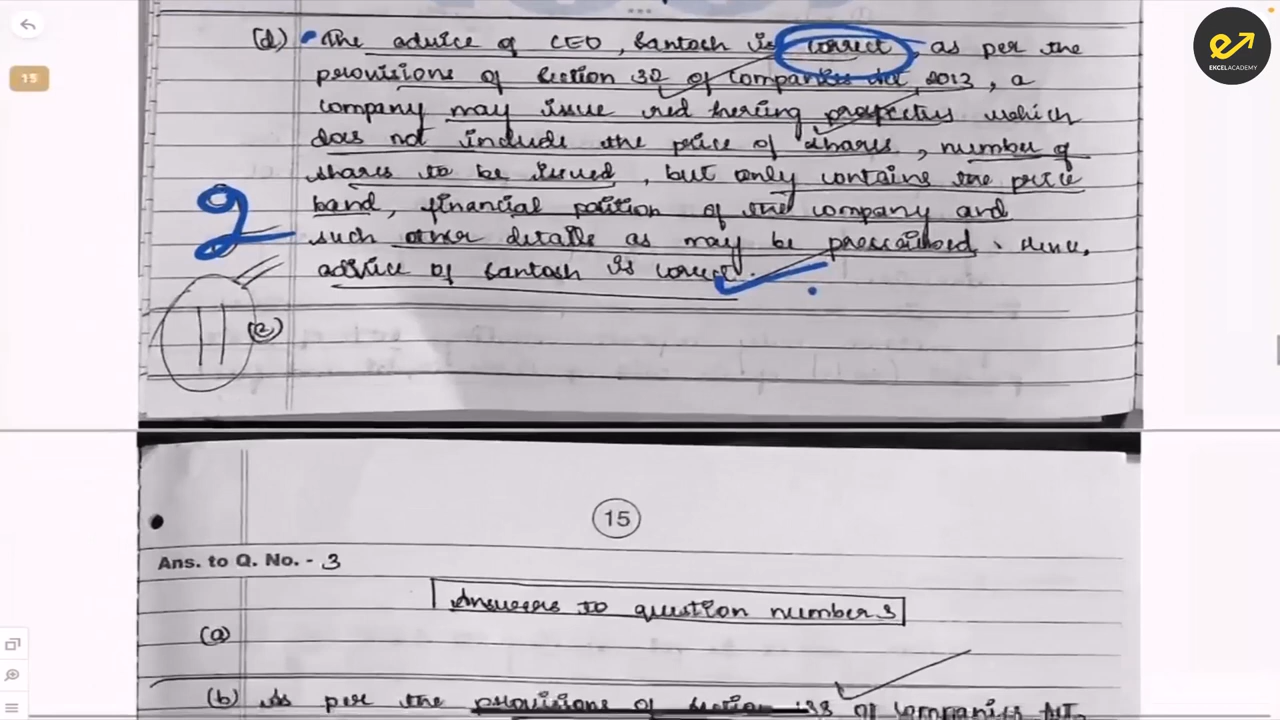 15
EXCELACADEMY
(d) • The advice of CEO, Santosh is correct, as per the
provisions of Section 32 of Companies Act, 2013, a
company may issue red herring prospectus which
does not include the price of shares, number of
shares to be issued, but only contains the price
band, financial position of the company and
such other details as may be prescribed. Hence,
advice of Santosh is correct.
2
11
(e)
15
Ans. to Q. No. - 3
Answers to question number 3
(a)
(b) As per the provisions of section 138 of Companies Act